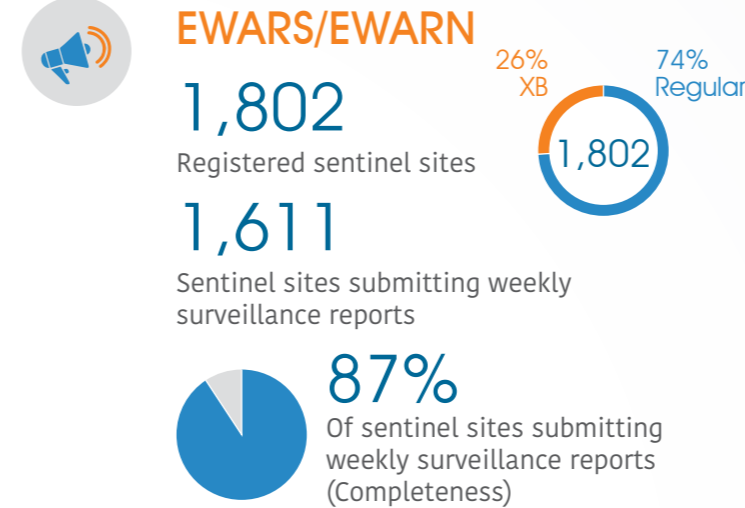 EWARS/EWARN
1,802
Registered sentinel sites
26%
XB
74%
Regular
1,802
1,611
Sentinel sites submitting weekly
surveillance reports
87%
Of sentinel sites submitting
weekly surveillance reports
(Completeness)